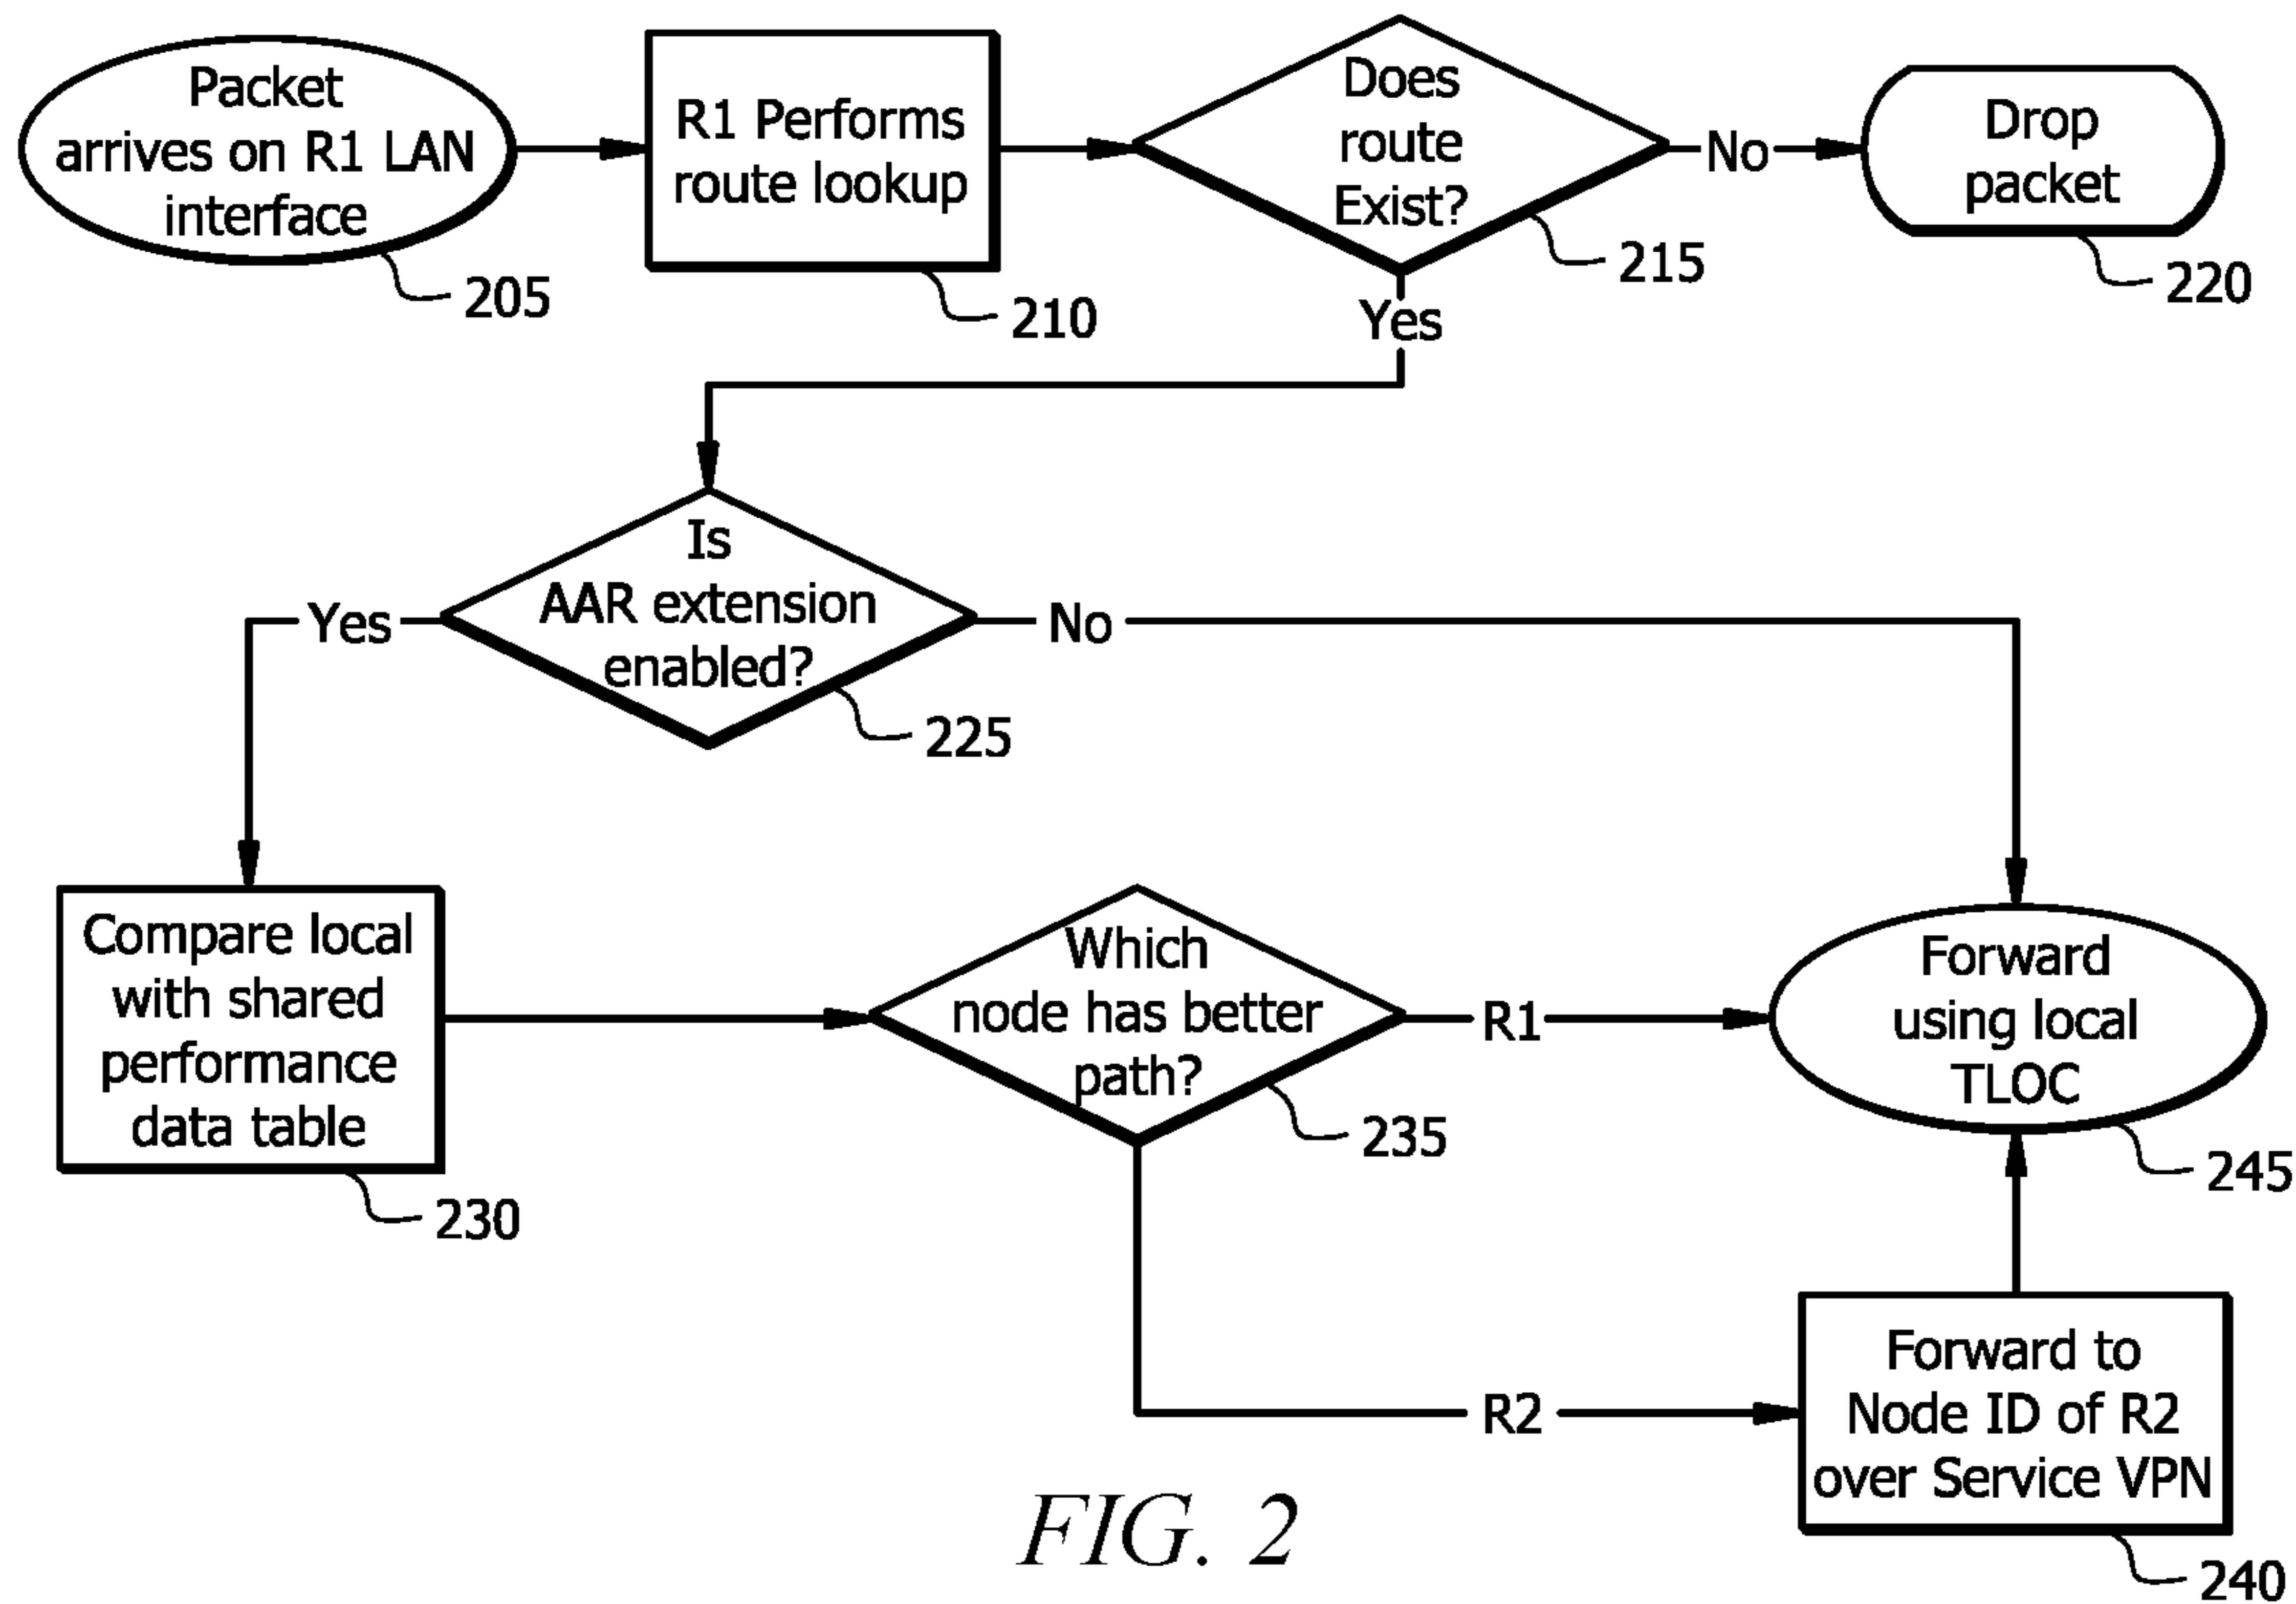 Packet
arrives on R1 LAN
interface
205
R1 Performs
route lookup
210
Does
route
Exist?
215
No
Drop
packet
220
Yes
Is
AAR extension
enabled?
225
Yes
No
Compare local
with shared
performance
data table
230
Which
node has better
path?
235
R1
Forward
using local
TLOC
245
R2
Forward to
Node ID of R2
over Service VPN
240
FIG. 2